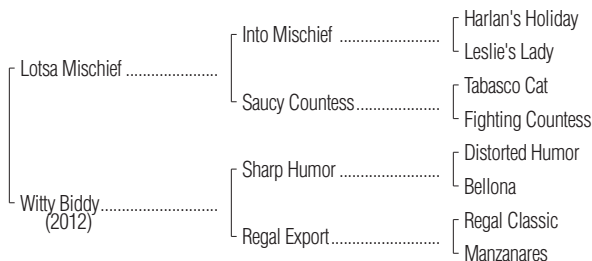 Harlan's Holiday
Into Mischief ........................
Leslie's Lady
Lotsa Mischief ......................
Tabasco Cat
Saucy Countess....................
Fighting Countess
Distorted Humor
Sharp Humor ........................
Bellona
Witty Biddy............................
(2012)
Regal Classic
Regal Export..........................
Manzanares